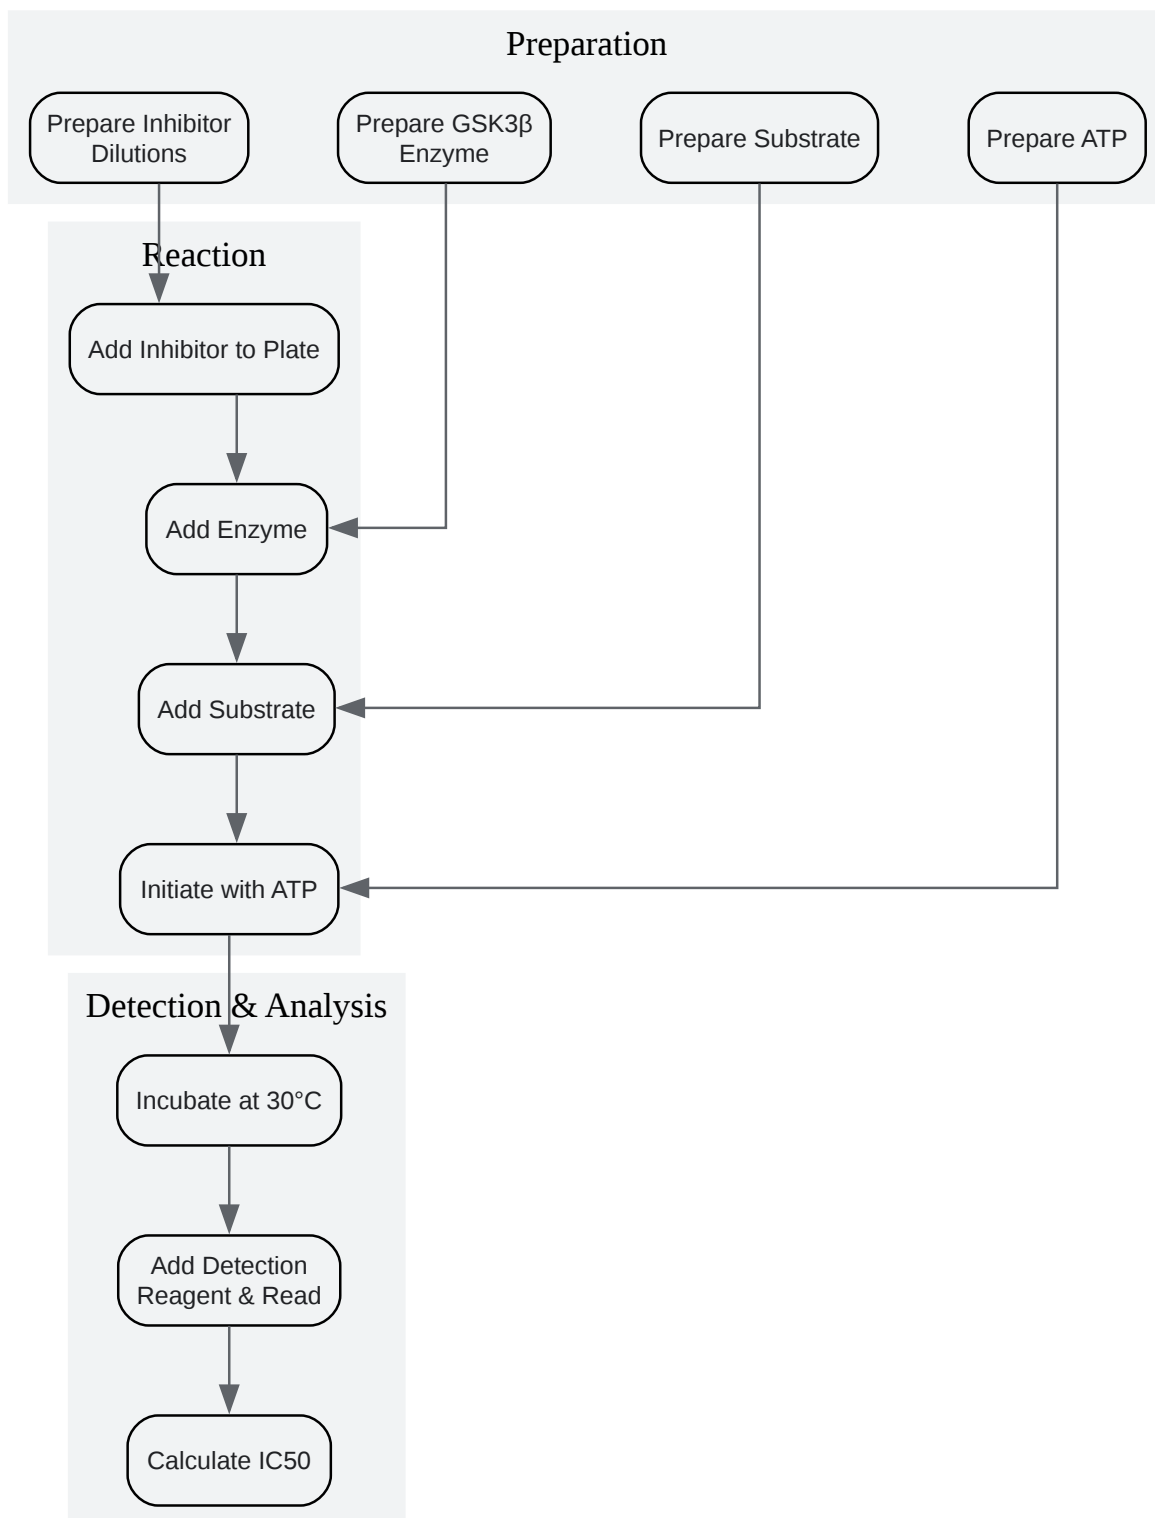 Preparation
Prepare Inhibitor
Dilutions
Prepare GSK3β
Enzyme
Prepare Substrate
Prepare ATP
Reaction
Add Inhibitor to Plate
Add Enzyme
Add Substrate
Initiate with ATP
Detection & Analysis
Incubate at 30°C
Add Detection
Reagent & Read
Calculate IC50